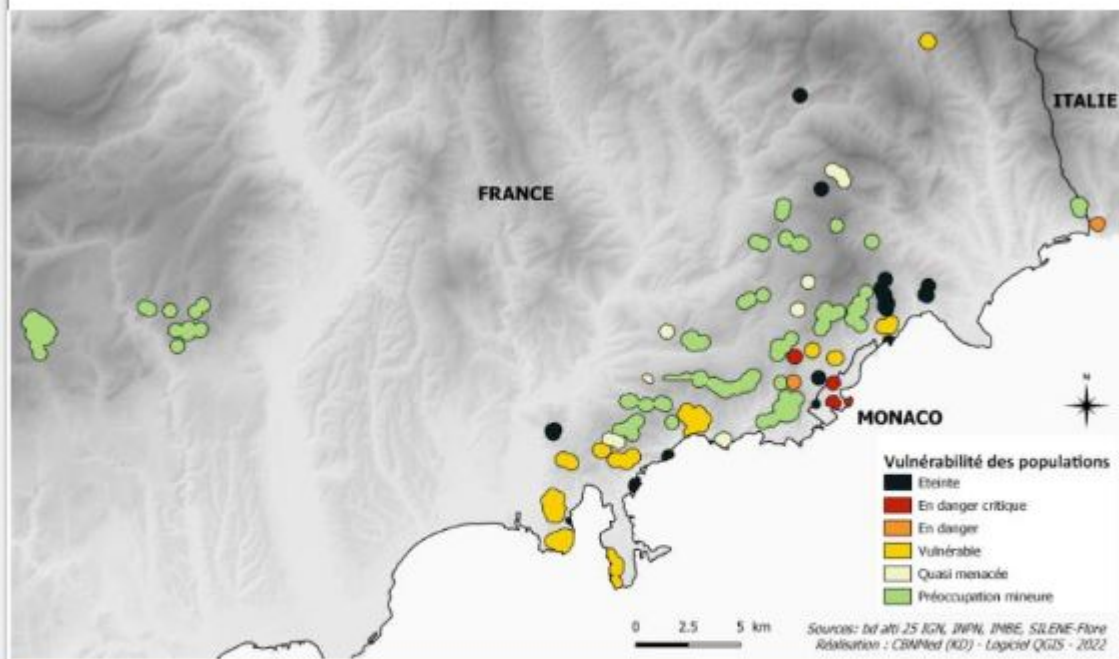 ITALIE
FRANCE
N
MONACO
Vulnérabilité des populations
Eteinte
En danger critique
En danger
Vulnérable
Quasi menacée
Préoccupation mineure
0 2.5 5 km
Sources: bd alti 25 IGN, INPN, IMBE, SILENE-Flore
Réalisation : CBNMed (KD) - Logiciel QGIS - 2022